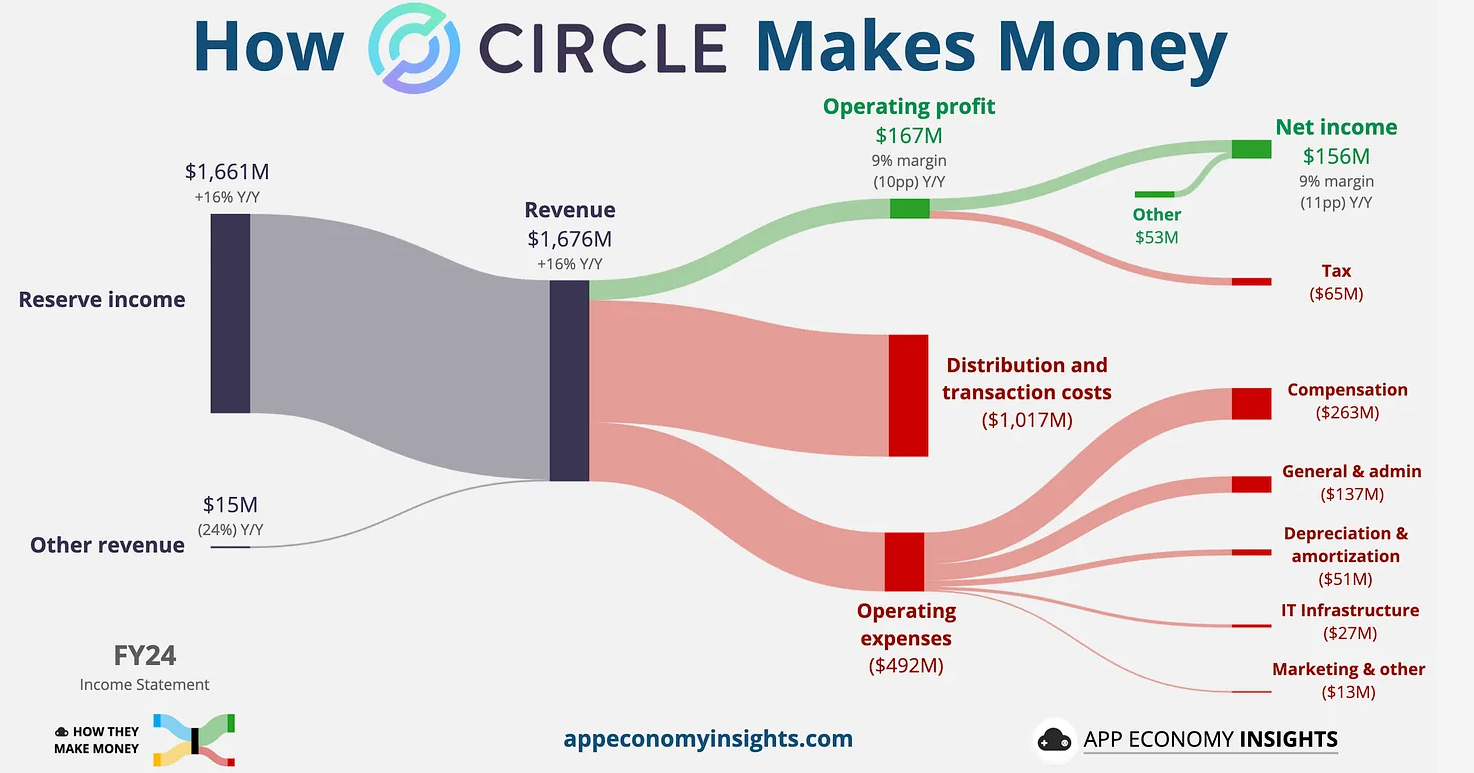 How CIRCLE Makes Money
Operating profit
$167M
9% margin
(10pp) Y/Y
Net income
$156M
9% margin
(11pp) Y/Y
Other
$53M
Tax
($65M)
$1,661M
+16% Y/Y
Reserve income
Revenue
$1,676M
+16% Y/Y
Distribution and
transaction costs
($1,017M)
Compensation
($263M)
General & admin
($137M)
Depreciation &
amortization
($51M)
IT Infrastructure
($27M)
Marketing & other
($13M)
$15M
(24%) Y/Y
Other revenue
Operating
expenses
($492M)
FY24
Income Statement
HOW THEY
MAKE MONEY
appeconomyinsights.com
APP ECONOMY INSIGHTS